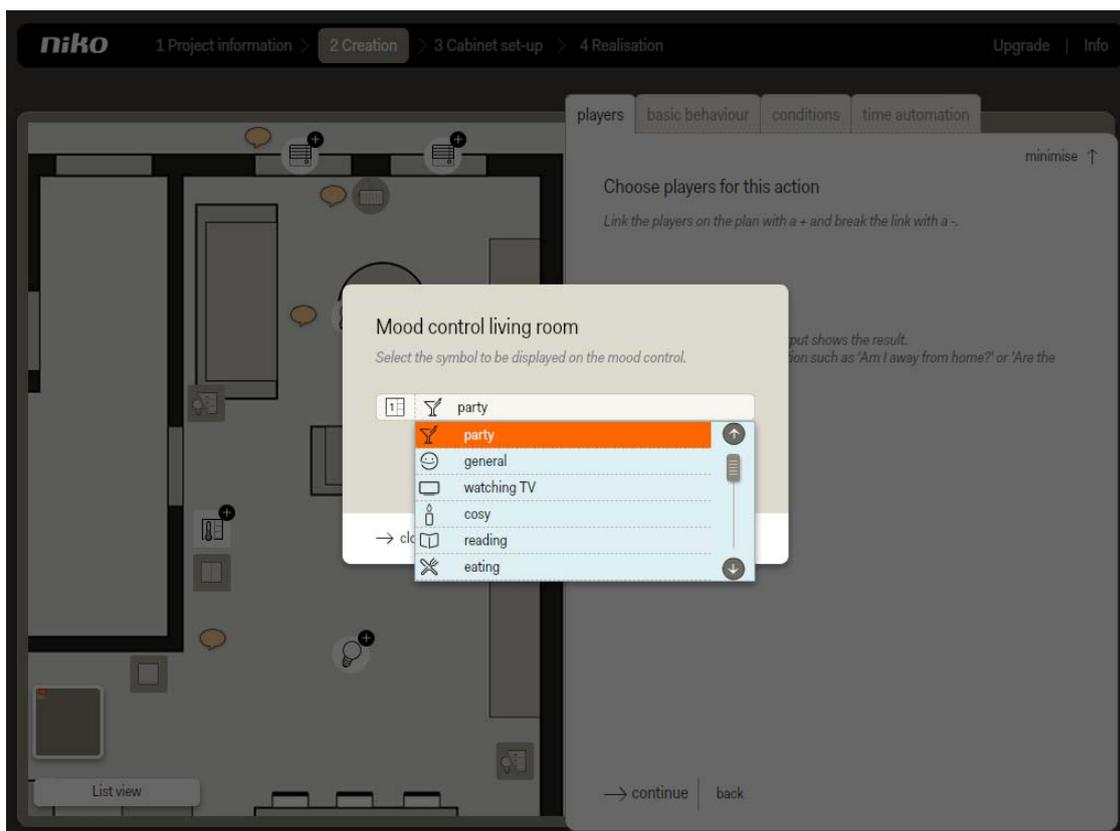 niko
1 Project information > 2 Creation > 3 Cabinet set-up > 4 Realisation
Upgrade | Info
players
basic behaviour
conditions
time automation
minimise ↑
Choose players for this action
Link the players on the plan with a + and break the link with a -.
put shows the result.
ion such as 'Am I away from home?' or 'Are the
Mood control living room
Select the symbol to be displayed on the mood control.
1 party
party
general
watching TV
cosy
reading
eating
→ clo
List view
→ continue | back